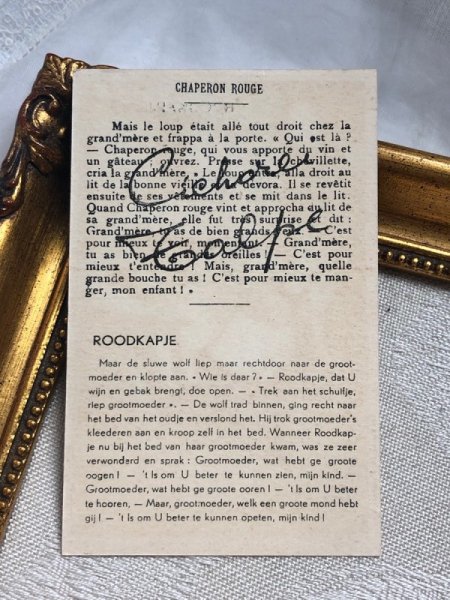 CHAPERON ROUGE
Mais le loup était allé tout droit chez la
grand'mère et frappa à la porte. « Qui est là ?
— Chaperon rouge, qui vous apporte du vin et
un gâteau ; ouvrez. Presse sur la chevillette,
cria la grand'mère. Le loup entra, alla droit au
lit de la bonne vieille et la dévora. Il se revêtit
ensuite de ses vêtements et se mit dans le lit.
Quand Chaperon rouge vint et approcha du lit de
sa grand'mère, elle fut très surprise et dit :
Grand'mère, tu as de bien grands yeux. — C'est
pour mieux te voir, mon enfant. — Grand'mère,
tu as bien de grandes oreilles ! — C'est pour
mieux t'entendre ! Mais, grand'mère, quelle
grande bouche tu as ! C'est pour mieux te man-
ger, mon enfant ! »
ROODKAPJE
Maar de sluwe wolf liep maar rechtdoor naar de groot-
moeder en klopte aan. « Wie is daar ? » — Roodkapje, dat U
wijn en gebak brengt, doe open. — « Trek aan het schuifje,
riep grootmoeder ». — De wolf trad binnen, ging recht naar
het bed van het oudje en verslond het. Hij trok grootmoeder's
kleederen aan en kroop zelf in het bed. Wanneer Roodkap-
je nu bij het bed van haar grootmoeder kwam, was ze zeer
verwonderd en sprak : Grootmoeder, wat hebt ge groote
oogen ! — 't Is om U beter te kunnen zien, mijn kind. —
Grootmoeder, wat hebt ge groote ooren ! — 't Is om U beter
te hooren, — Maar, grootmoeder, welk een groote mond hebt
gij ! — 't Is om U beter te kunnen opeten, mijn kind !